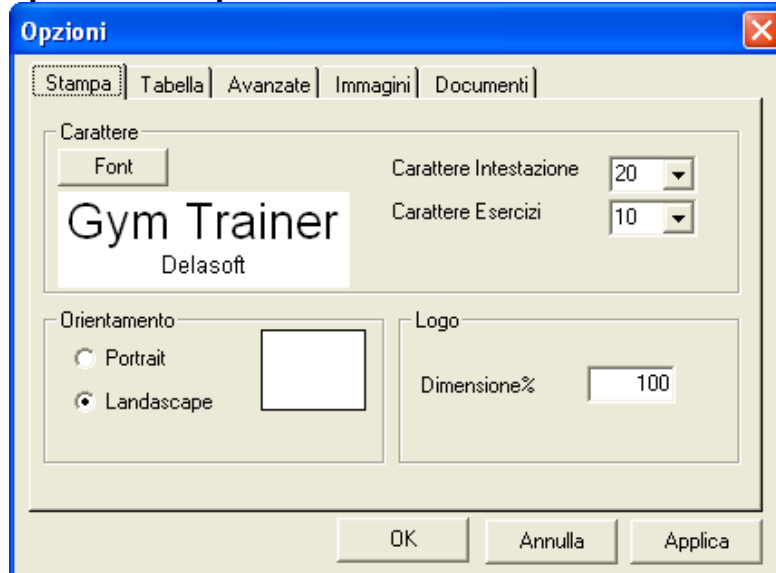 Opzioni
Stampa Tabella Avanzate Immagini Documenti
Carattere
Font
Carattere Intestazione 20
Carattere Esercizi 10
Gym Trainer
Delasoft
Orientamento
Portrait
Landascape
Logo
Dimensione% 100
OK Annulla Applica